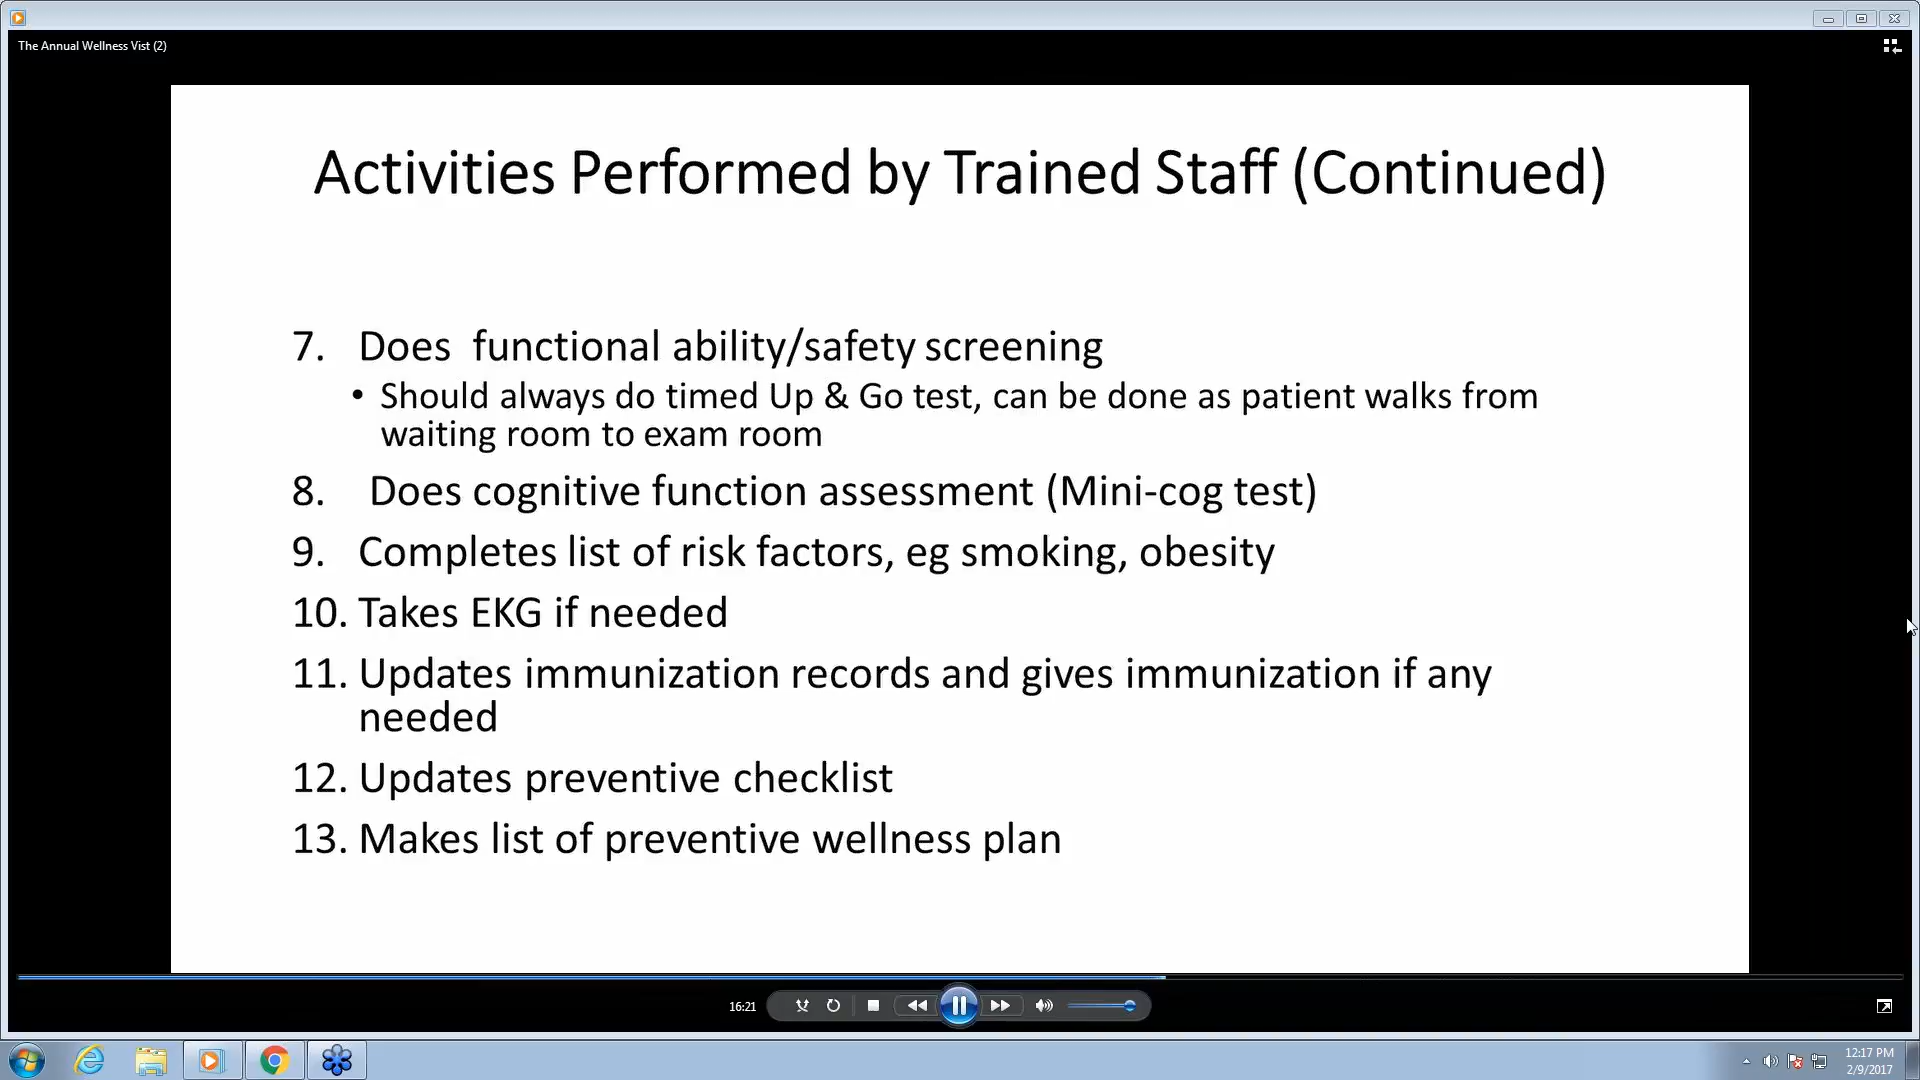 The Annual Wellness Vist (2)
Activities Performed by Trained Staff (Continued)
7. Does functional ability/safety screening
• Should always do timed Up & Go test, can be done as patient walks from
waiting room to exam room
8. Does cognitive function assessment (Mini-cog test)
9. Completes list of risk factors, eg smoking, obesity
10. Takes EKG if needed
11. Updates immunization records and gives immunization if any
needed
12. Updates preventive checklist
13. Makes list of preventive wellness plan
16:21
12:17 PM
2/9/2017